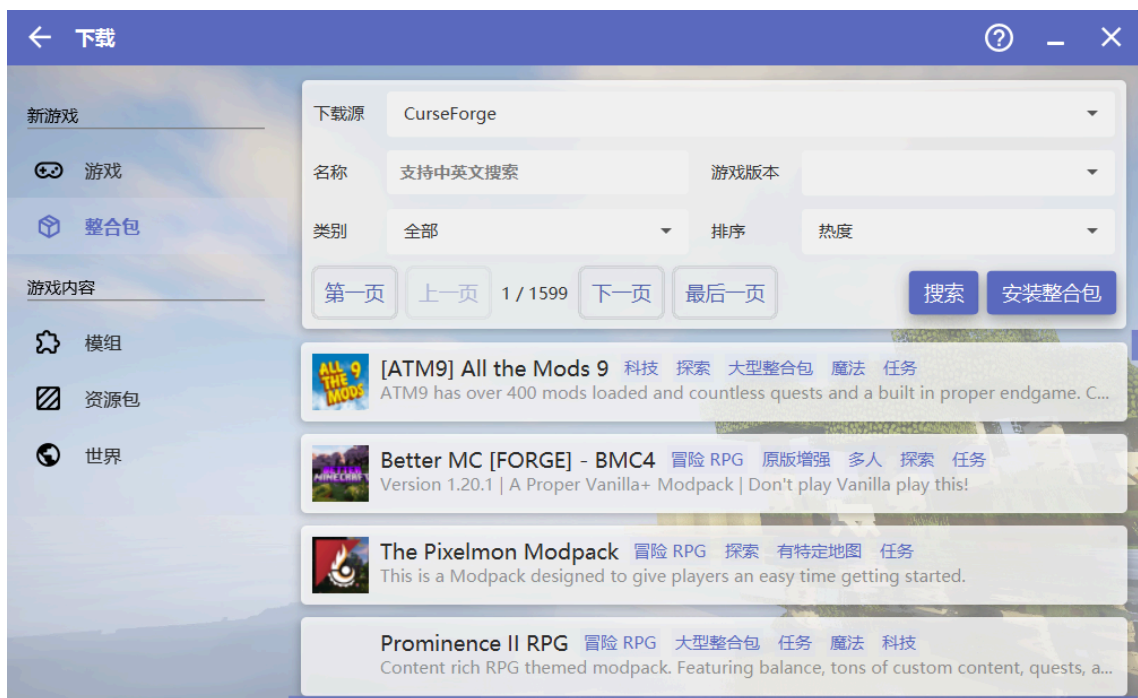 下载
新游戏
游戏
整合包
游戏内容
模组
资源包
世界
下载源 CurseForge
名称 支持中英文搜索 游戏版本
类别 全部 排序 热度
第一页 上一页 1 / 1599 下一页 最后一页 搜索 安装整合包
ALL 9 THE MODS
[ATM9] All the Mods 9 科技 探索 大型整合包 魔法 任务
ATM9 has over 400 mods loaded and countless quests and a built in proper endgame. C...
Better MC [FORGE] - BMC4 冒险 RPG 原版增强 多人 探索 任务
Version 1.20.1 | A Proper Vanilla+ Modpack | Don't play Vanilla play this!
The Pixelmon Modpack 冒险 RPG 探索 有特定地图 任务
This is a Modpack designed to give players an easy time getting started.
Prominence II RPG 冒险 RPG 大型整合包 任务 魔法 科技
Content rich RPG themed modpack. Featuring balance, tons of custom content, quests, a...